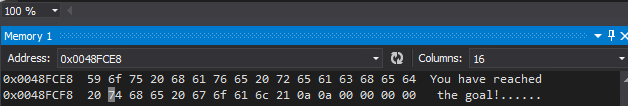 100 %
Memory 1
Address: 0x0048FCE8 Columns: 16
0x0048FCE8 59 6f 75 20 68 61 76 65 20 72 65 61 63 68 65 64 You have reached
0x0048FCF8 20 74 68 65 20 67 6f 61 6c 21 0a 0a 00 00 00 00 the goal!......